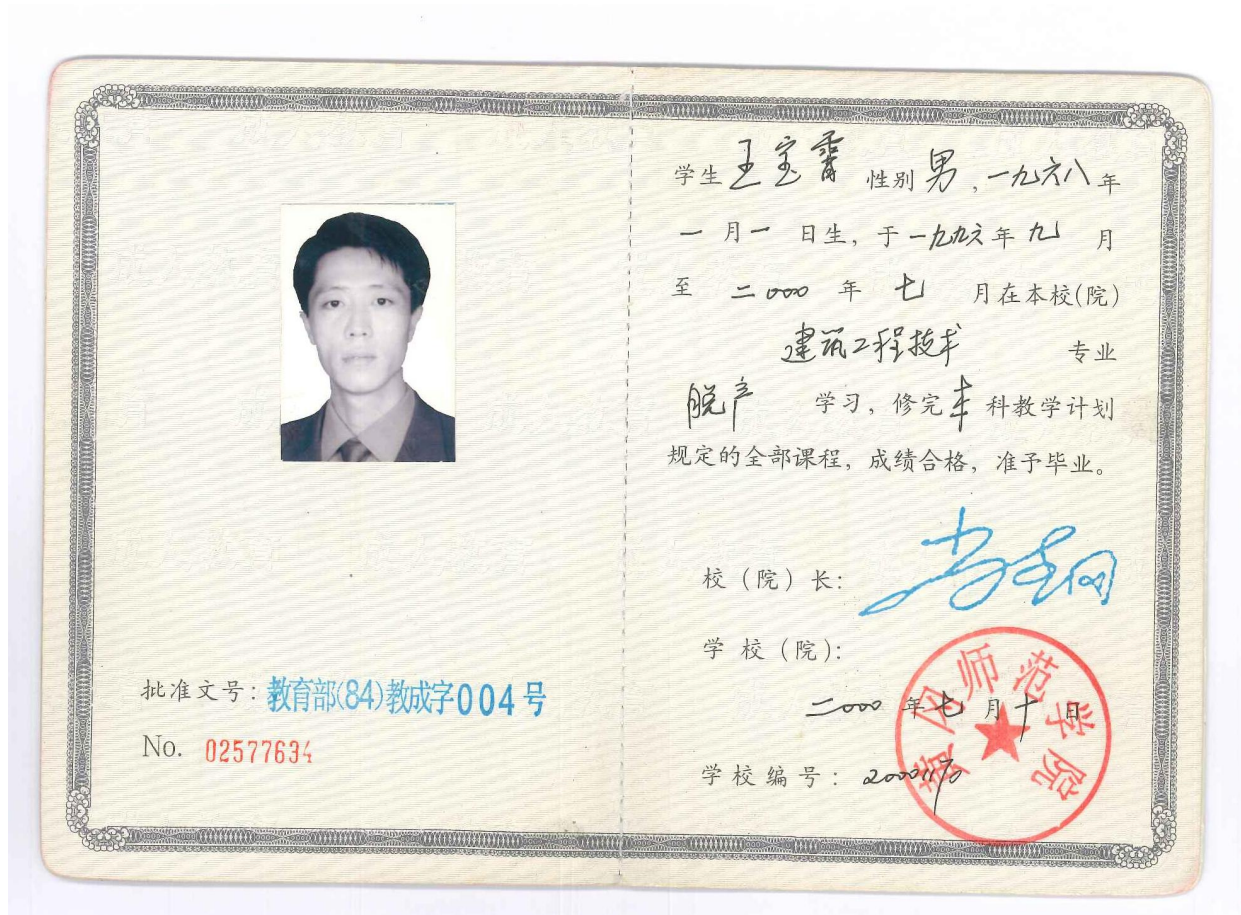 批准文号：教育部(84)教成字004号
No. 02577634
学生 王宝霄 性别 男，一九六八 年
一 月 一 日生，于 一九九六 年 九 月
至 二000 年 七 月在本校(院)
建筑工程技术 专业
脱产 学习，修完 本 科教学计划
规定的全部课程，成绩合格，准予毕业。
校（院）长：
学 校（院）：
二000 年 七 月 十 日
学校编号：
师范学院